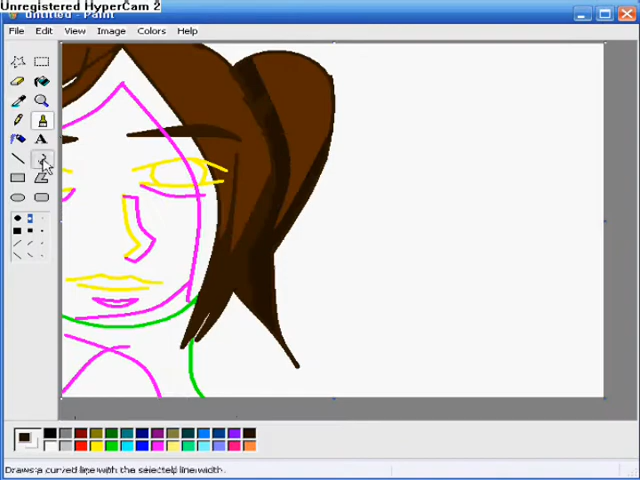 Unregistered HyperCam 2
untitled - Paint
File Edit View Image Colors Help
A
Draws a curved line with the selected line width.